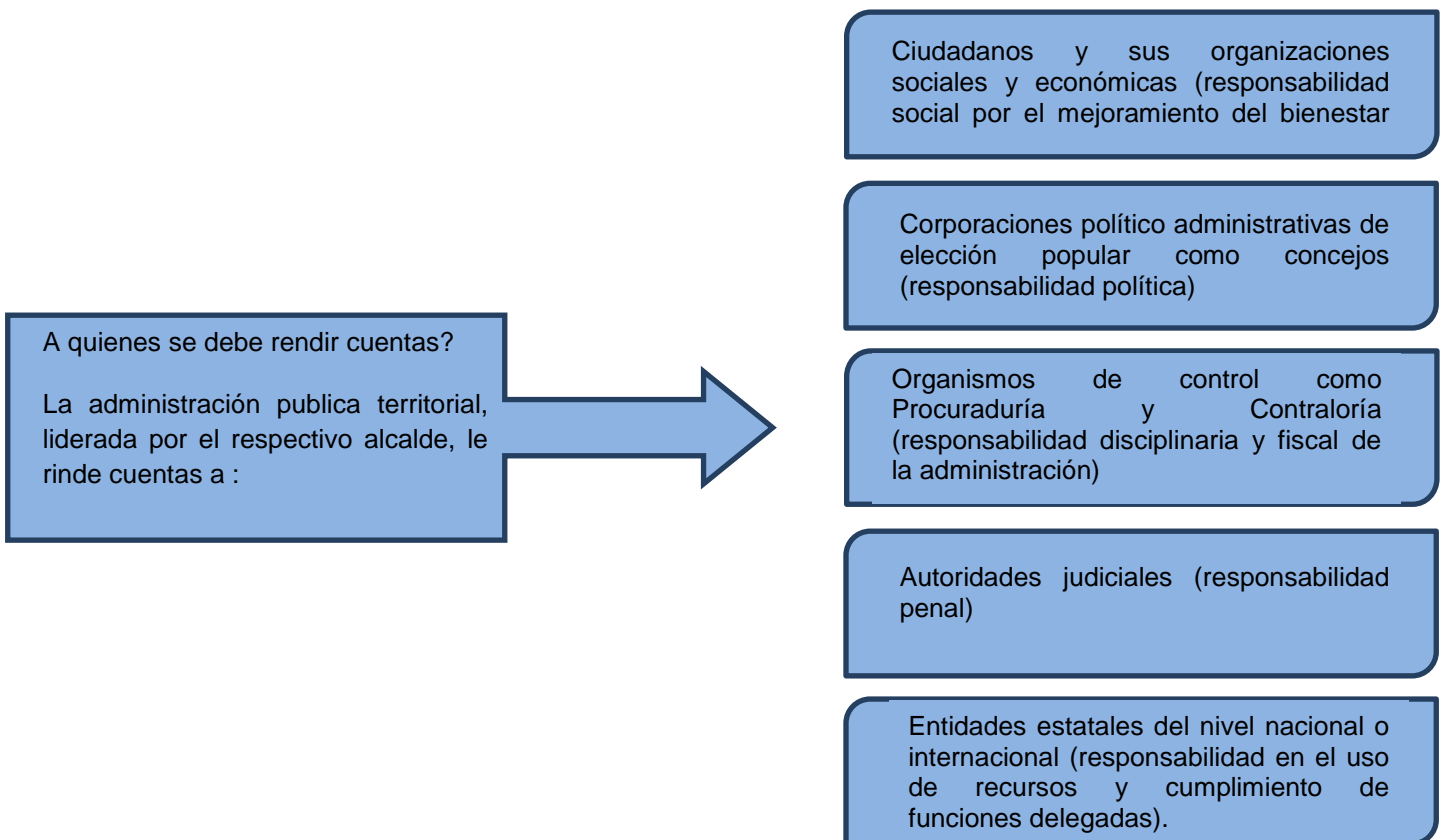 A quienes se debe rendir cuentas?
La administración publica territorial,
liderada por el respectivo alcalde, le
rinde cuentas a :
Ciudadanos y sus organizaciones
sociales y económicas (responsabilidad
social por el mejoramiento del bienestar
Corporaciones político administrativas de
elección popular como concejos
(responsabilidad política)
Organismos de control como
Procuraduría y Contraloría
(responsabilidad disciplinaria y fiscal de
la administración)
Autoridades judiciales (responsabilidad
penal)
Entidades estatales del nivel nacional o
internacional (responsabilidad en el uso
de recursos y cumplimiento de
funciones delegadas).